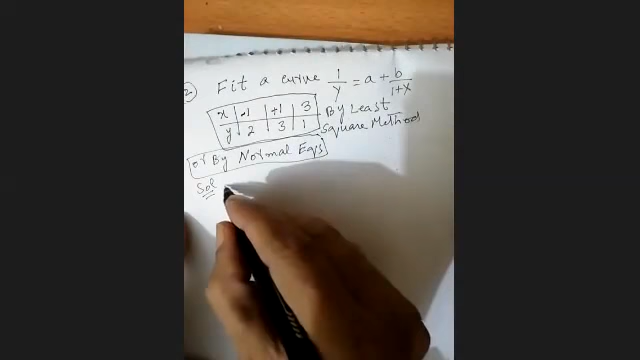 2) Fit a curve 1/y = a + b/1+x
x | -1 | +1 | 3 By Least
y | 2 | 3 | 1 Square Method
or By Normal Eqs
Sol